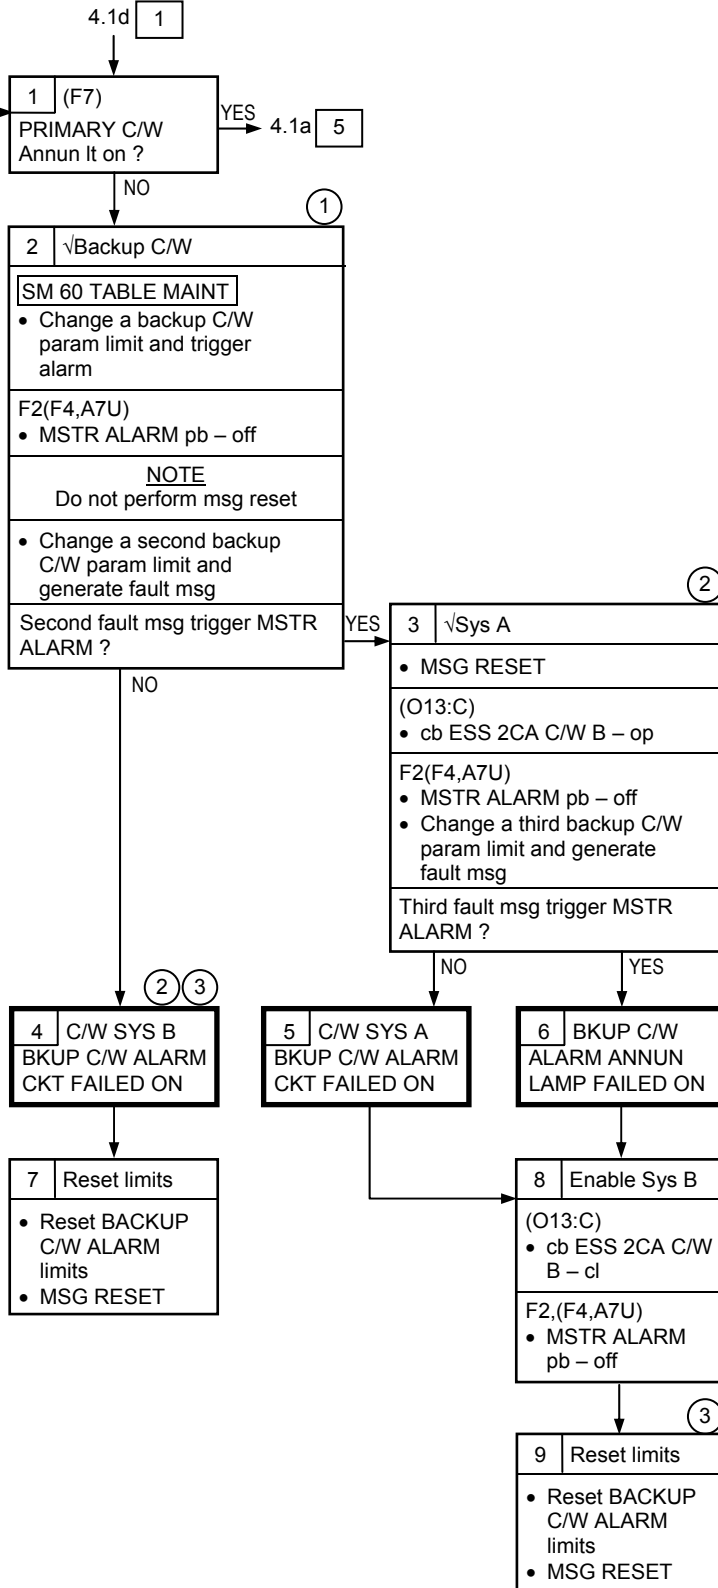 4.1d 1
1 (F7)
PRIMARY C/W
Annun lt on ?
YES
4.1a 5
NO
1
2 √Backup C/W
SM 60 TABLE MAINT
• Change a backup C/W
param limit and trigger
alarm
F2(F4,A7U)
• MSTR ALARM pb – off
NOTE
Do not perform msg reset
• Change a second backup
C/W param limit and
generate fault msg
Second fault msg trigger MSTR
ALARM ?
YES
NO
2
3 √Sys A
• MSG RESET
(O13:C)
• cb ESS 2CA C/W B – op
F2(F4,A7U)
• MSTR ALARM pb – off
• Change a third backup C/W
param limit and generate
fault msg
Third fault msg trigger MSTR
ALARM ?
NO
YES
2 3
4 C/W SYS B
BKUP C/W ALARM
CKT FAILED ON
5 C/W SYS A
BKUP C/W ALARM
CKT FAILED ON
6 BKUP C/W
ALARM ANNUN
LAMP FAILED ON
7 Reset limits
• Reset BACKUP
C/W ALARM
limits
• MSG RESET
8 Enable Sys B
(O13:C)
• cb ESS 2CA C/W
B – cl
F2,(F4,A7U)
• MSTR ALARM
pb – off
3
9 Reset limits
• Reset BACKUP
C/W ALARM
limits
• MSG RESET